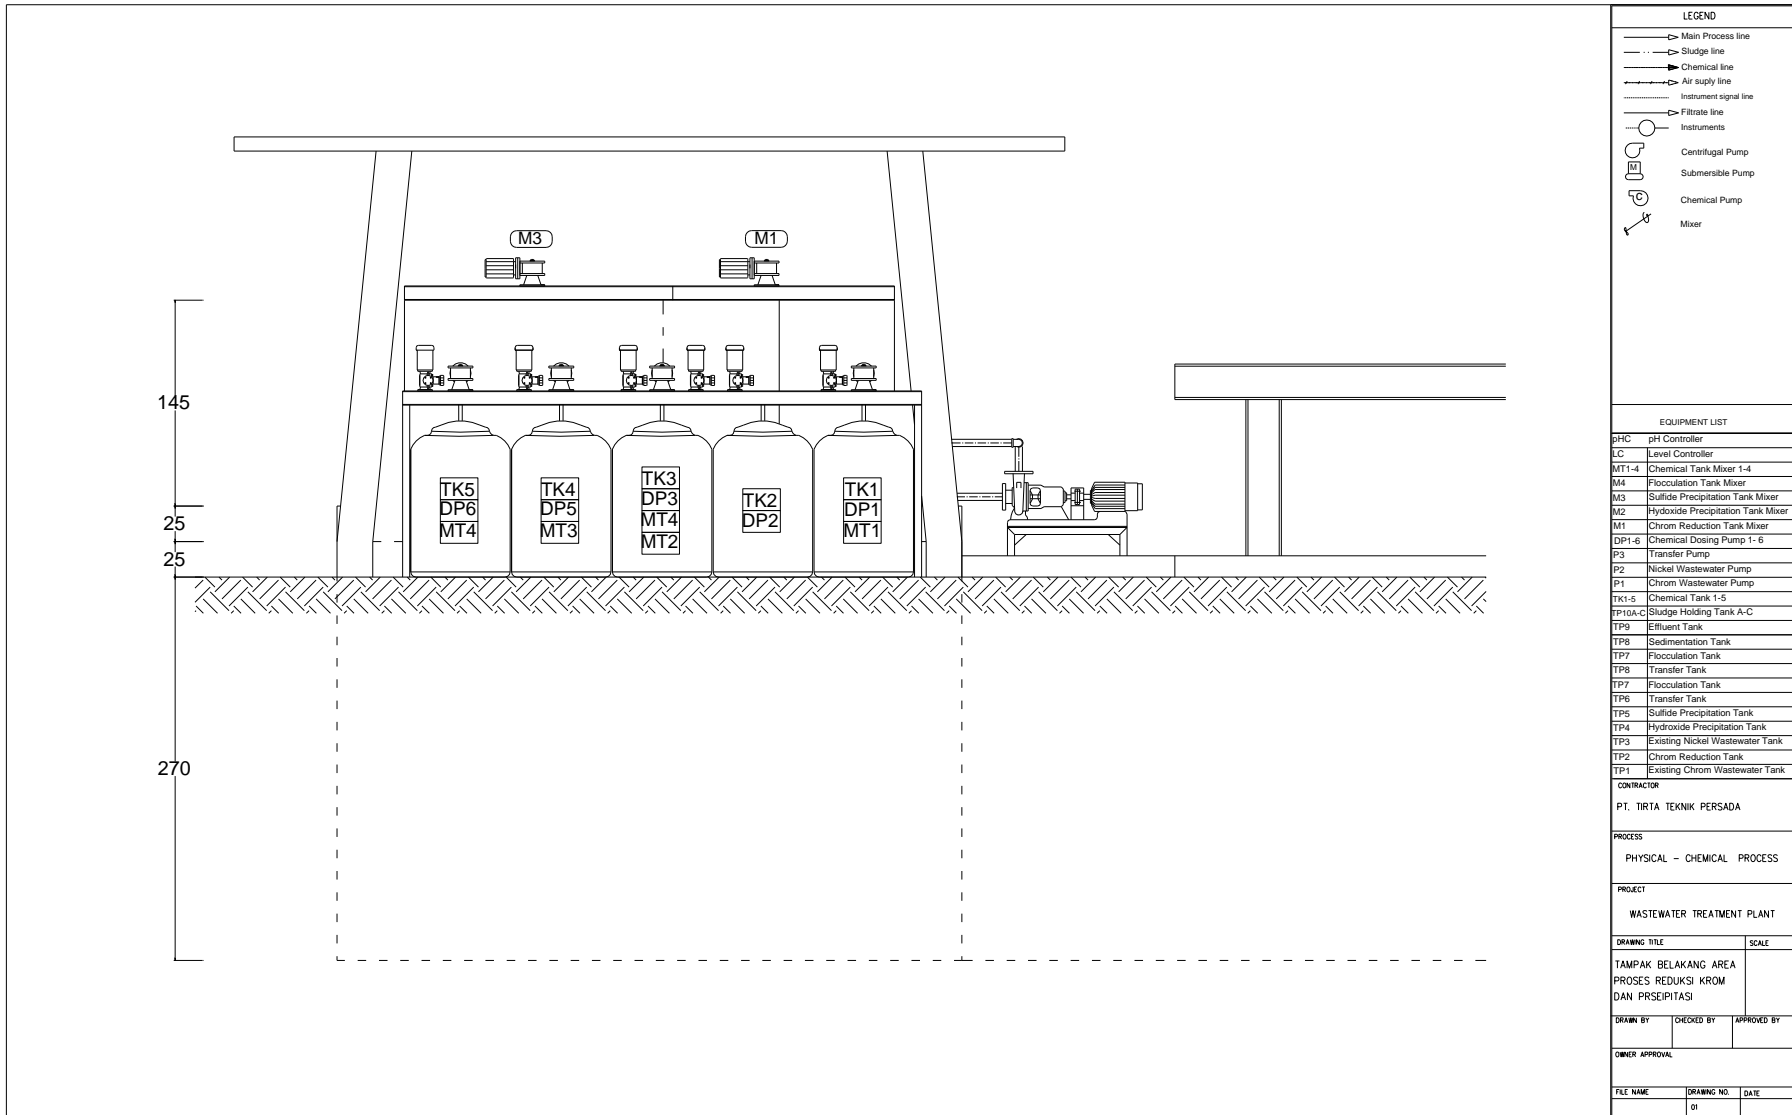 M3
M1
145
25
25
270
TK5
DP6
MT4
TK4
DP5
MT3
TK3
DP3
MT4
MT2
TK2
DP2
TK1
DP1
MT1
LEGEND
Main Process line
Sludge line
Chemical line
Air suply line
Instrument signal line
Filtrate line
Instruments
Centrifugal Pump
M
Submersible Pump
C
Chemical Pump
Mixer
EQUIPMENT LIST
pHC pH Controller
LC Level Controller
MT1-4 Chemical Tank Mixer 1-4
M4 Flocculation Tank Mixer
M3 Sulfide Precipitation Tank Mixer
M2 Hydoxide Precipitation Tank Mixer
M1 Chrom Reduction Tank Mixer
DP1-6 Chemical Dosing Pump 1- 6
P3 Transfer Pump
P2 Nickel Wastewater Pump
P1 Chrom Wastewater Pump
TK1-5 Chemical Tank 1-5
TP10A-C Sludge Holding Tank A-C
TP9 Effluent Tank
TP8 Sedimentation Tank
TP7 Flocculation Tank
TP8 Transfer Tank
TP7 Flocculation Tank
TP6 Transfer Tank
TP5 Sulfide Precipitation Tank
TP4 Hydroxide Precipitation Tank
TP3 Existing Nickel Wastewater Tank
TP2 Chrom Reduction Tank
TP1 Existing Chrom Wastewater Tank
CONTRACTOR
PT. TIRTA TEKNIK PERSADA
PROCESS
PHYSICAL - CHEMICAL PROCESS
PROJECT
WASTEWATER TREATMENT PLANT
DRAWING TITLE SCALE
TAMPAK BELAKANG AREA
PROSES REDUKSI KROM
DAN PRSEIPITASI
DRAWN BY CHECKED BY APPROVED BY
OWNER APPROVAL
FILE NAME DRAWING NO. DATE
01